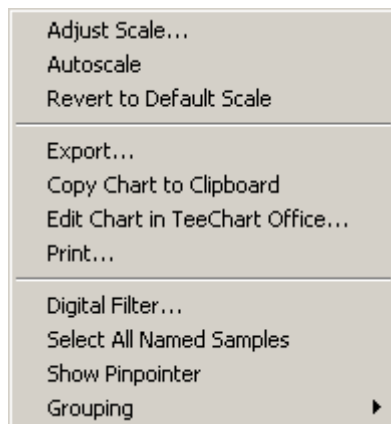 Adjust Scale...
Autoscale
Revert to Default Scale
Export...
Copy Chart to Clipboard
Edit Chart in TeeChart Office...
Print...
Digital Filter...
Select All Named Samples
Show Pinpointer
Grouping